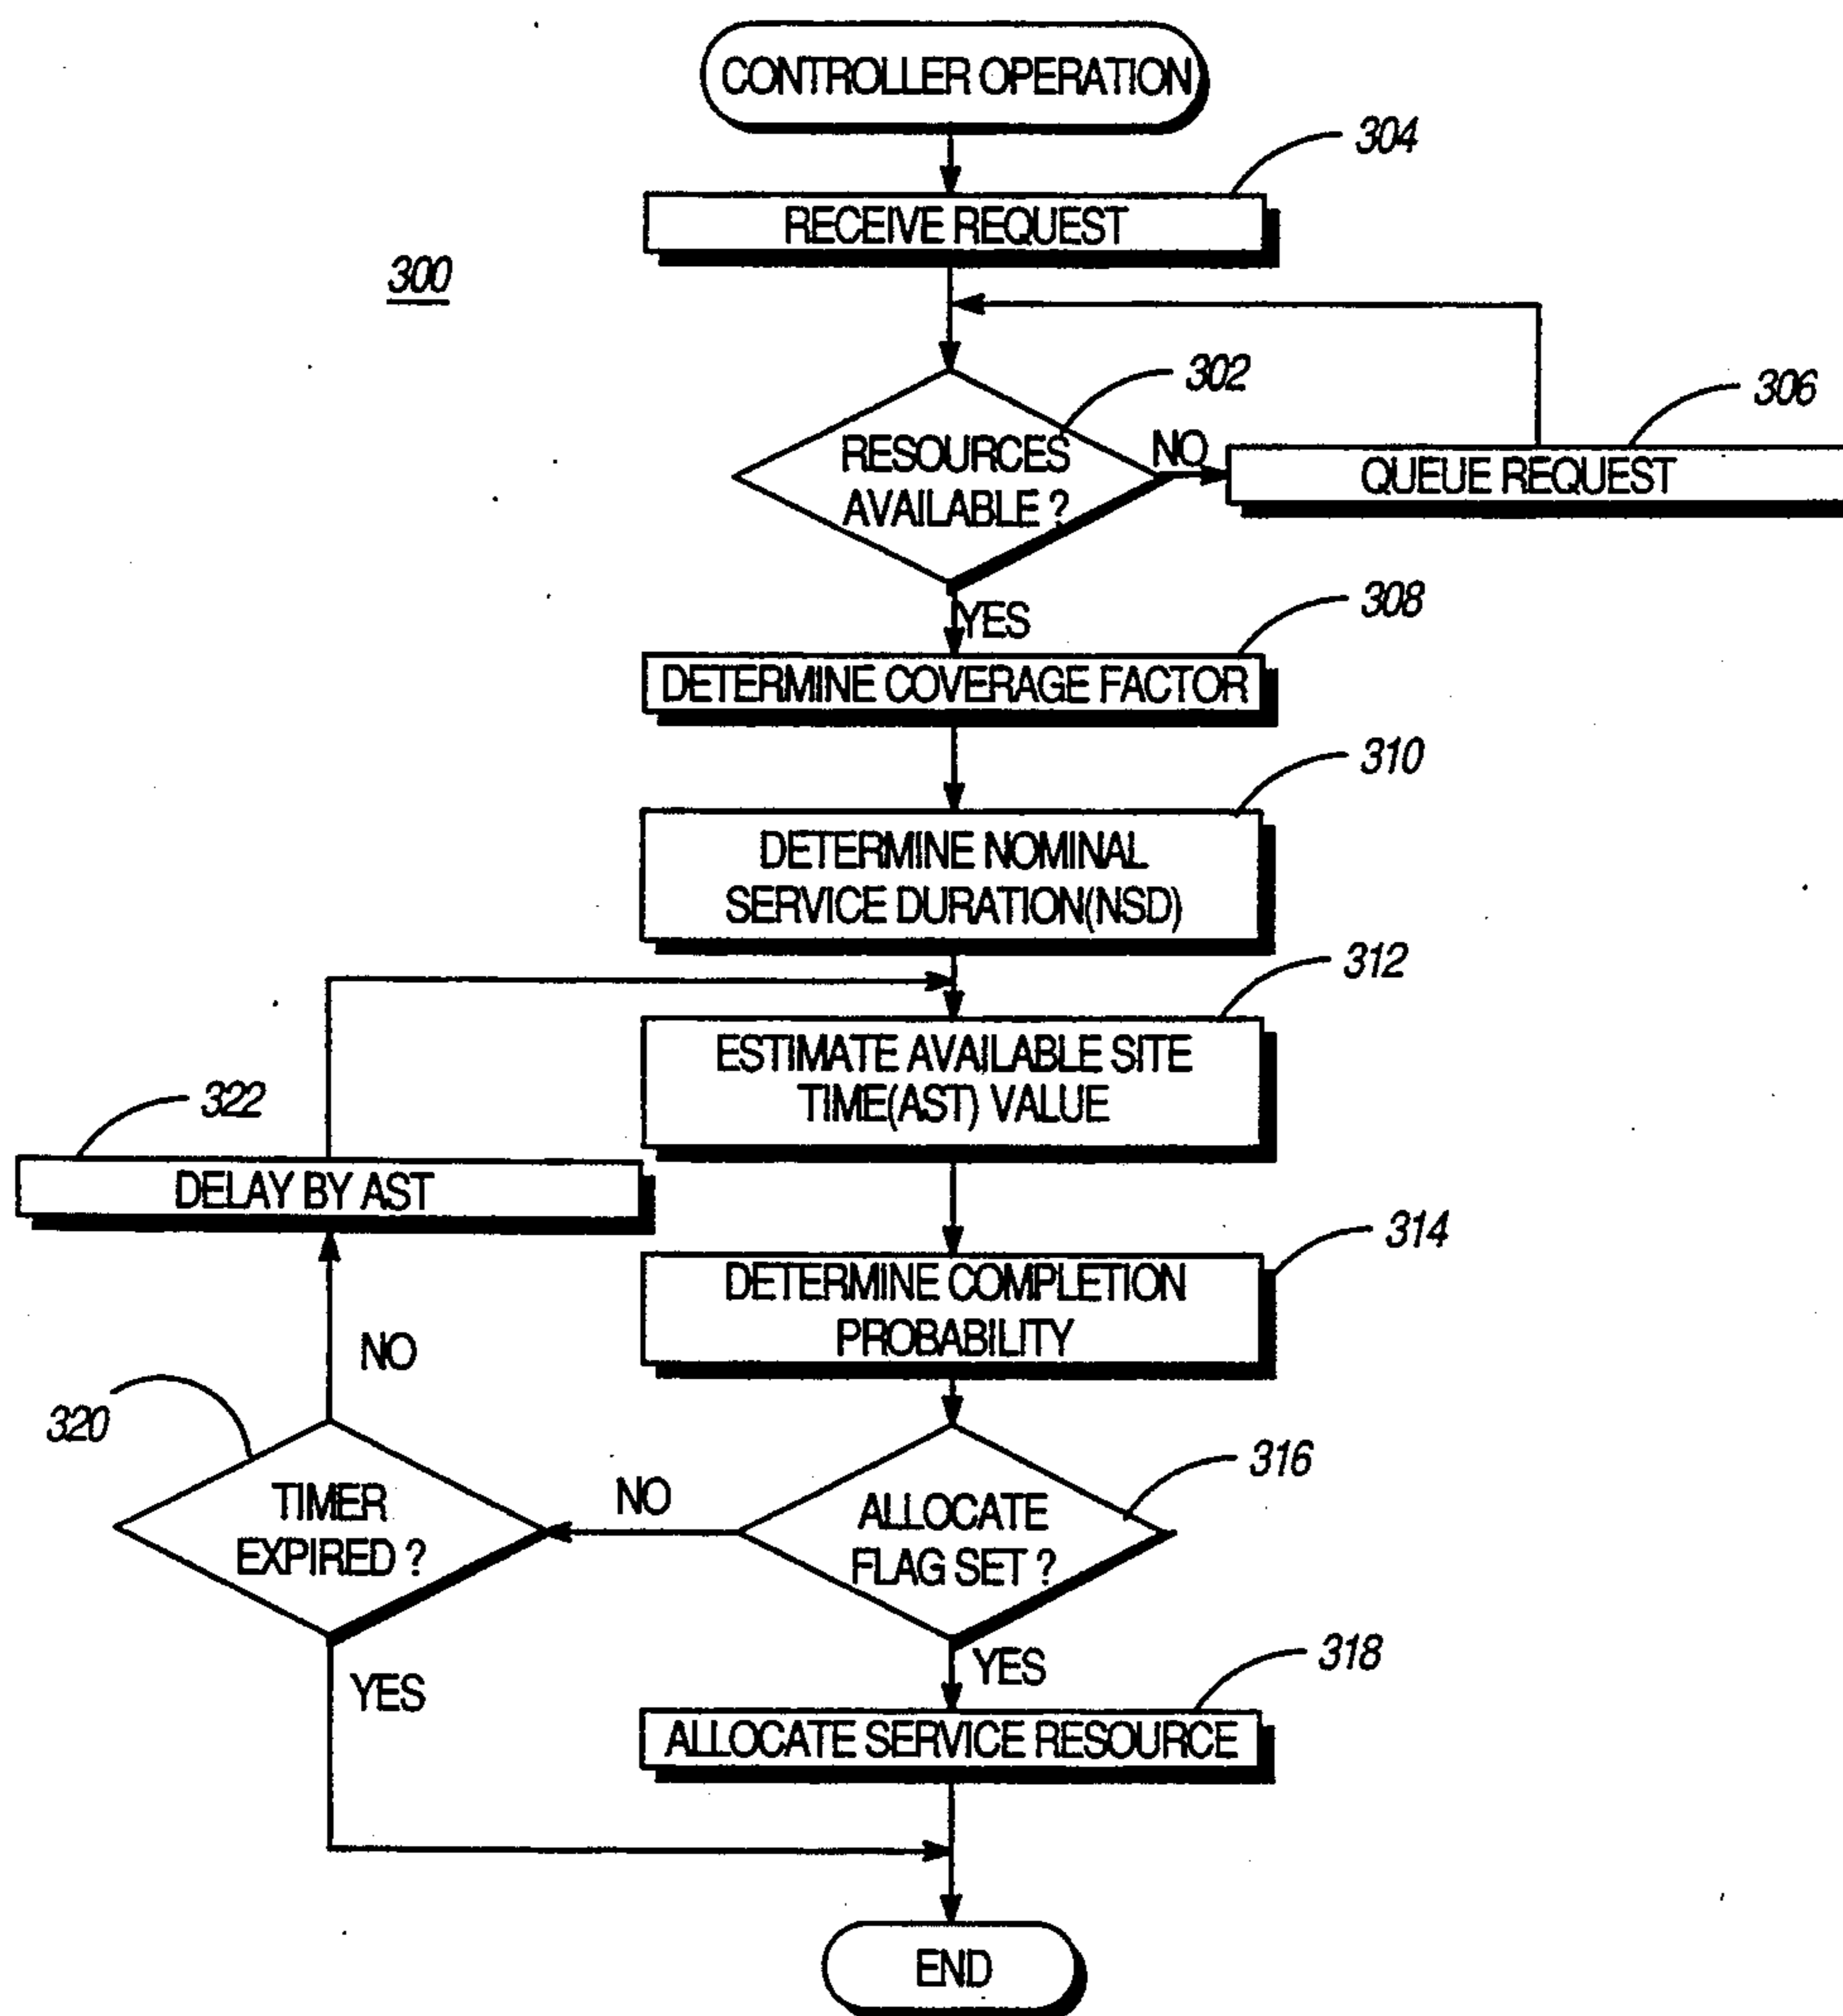 CONTROLLER OPERATION
304
RECEIVE REQUEST
300
302
306
RESOURCES
AVAILABLE ?
NO
QUEUE REQUEST
YES
308
DETERMINE COVERAGE FACTOR
310
DETERMINE NOMINAL
SERVICE DURATION(NSD)
312
ESTIMATE AVAILABLE SITE
TIME(AST) VALUE
322
DELAY BY AST
314
DETERMINE COMPLETION
PROBABILITY
NO
320
TIMER
EXPIRED ?
NO
316
ALLOCATE
FLAG SET ?
YES
YES
318
ALLOCATE SERVICE RESOURCE
END